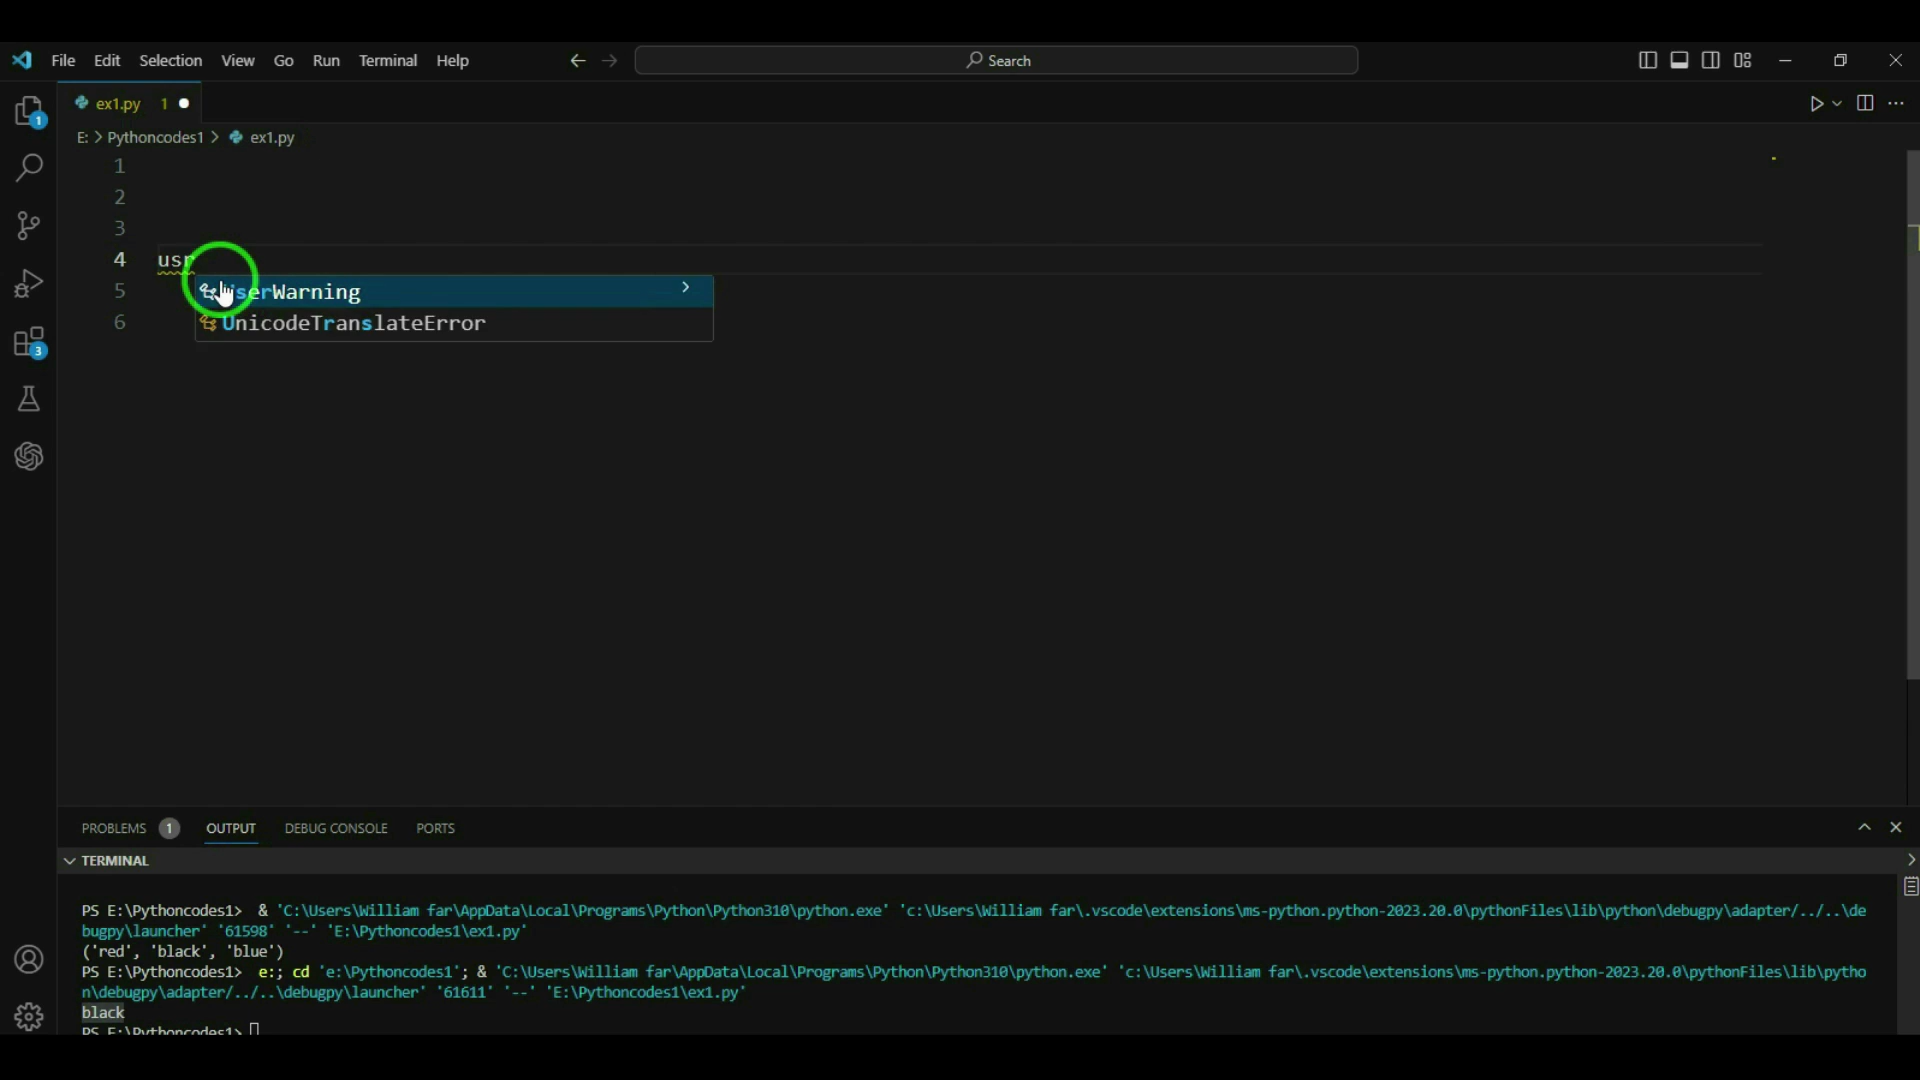 File Edit Selection View Go Run Terminal Help
Search
1
ex1.py 1
E: > Pythoncodes1 > ex1.py
1
2
3
4 usr
5 UserWarning
6 UnicodeTranslateError
3
PROBLEMS 1 OUTPUT DEBUG CONSOLE PORTS
TERMINAL
PS E:\Pythoncodes1> & 'C:\Users\William far\AppData\Local\Programs\Python\Python310\python.exe' 'c:\Users\William far\.vscode\extensions\ms-python.python-2023.20.0\pythonFiles\lib\python\debugpy\adapter/../..\de
bugpy\launcher' '61598' '--' 'E:\Pythoncodes1\ex1.py'
('red', 'black', 'blue')
PS E:\Pythoncodes1> e:; cd 'e:\Pythoncodes1'; & 'C:\Users\William far\AppData\Local\Programs\Python\Python310\python.exe' 'c:\Users\William far\.vscode\extensions\ms-python.python-2023.20.0\pythonFiles\lib\pytho
n\debugpy\adapter/../..\debugpy\launcher' '61611' '--' 'E:\Pythoncodes1\ex1.py'
black
PS E:\Pythoncodes1>